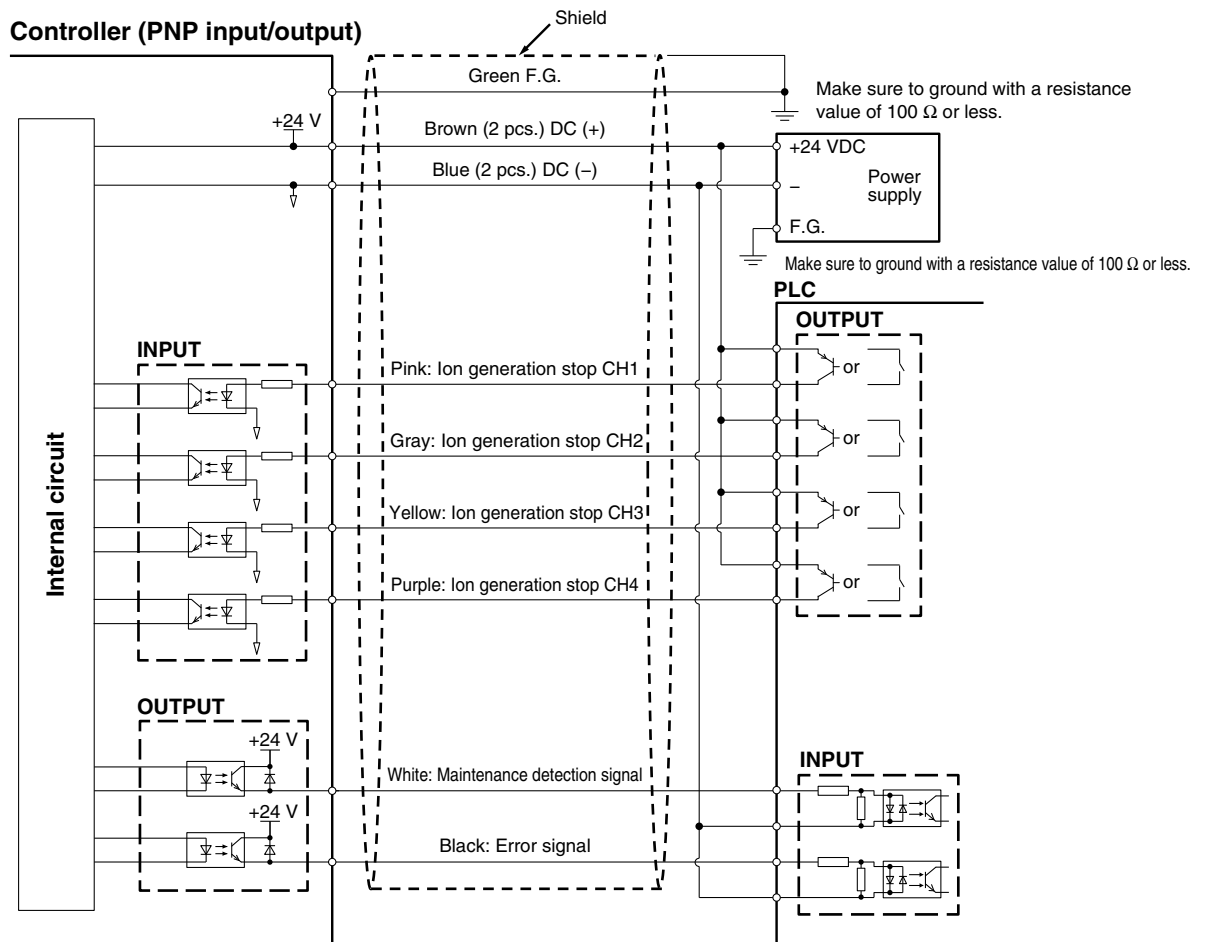 Shield
Controller (PNP input/output)
Green F.G.
Make sure to ground with a resistance
value of 100 Ω or less.
+24 V
Brown (2 pcs.) DC (+)
+24 VDC
Blue (2 pcs.) DC (−)
–
Power
supply
F.G.
Make sure to ground with a resistance value of 100 Ω or less.
PLC
OUTPUT
INPUT
Pink: Ion generation stop CH1
or
Gray: Ion generation stop CH2
or
Internal circuit
Yellow: Ion generation stop CH3
or
Purple: Ion generation stop CH4
or
OUTPUT
+24 V
INPUT
White: Maintenance detection signal
+24 V
Black: Error signal